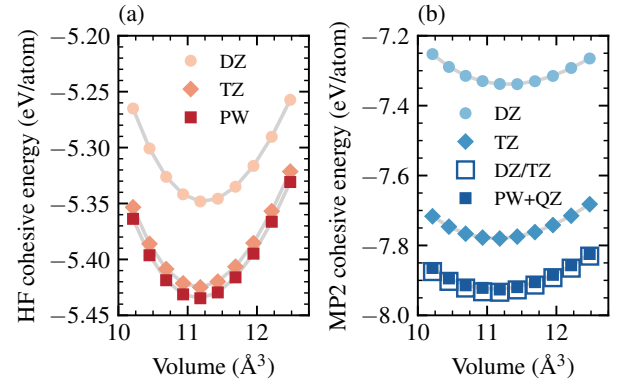 (a)
HF cohesive energy (eV/atom)
−5.20
−5.25
−5.30
−5.35
−5.40
−5.45
DZ
TZ
PW
10 11 12
Volume (Å³)
(b)
MP2 cohesive energy (eV/atom)
−7.2
−7.4
−7.6
−7.8
−8.0
DZ
TZ
DZ/TZ
PW+QZ
10 11 12
Volume (Å³)